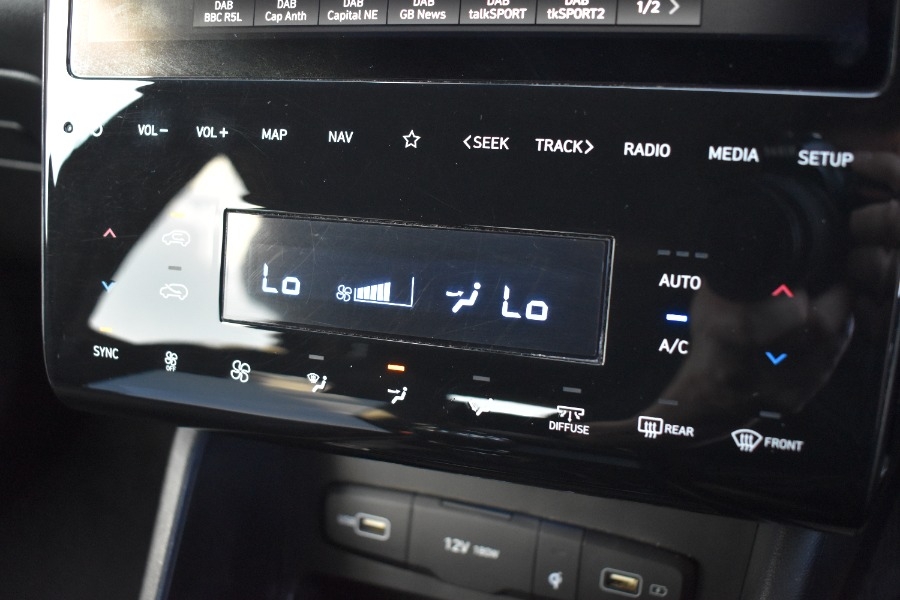 DAB DAB DAB DAB DAB DAB
BBC R5L Cap Anth Capital NE GB News talkSPORT tkSPORT2 1/2 >
VOL− VOL+ MAP NAV <SEEK TRACK> RADIO MEDIA SETUP
Lo Lo
AUTO
A/C
SYNC
OFF
DIFFUSE
REAR
FRONT
12V 180W